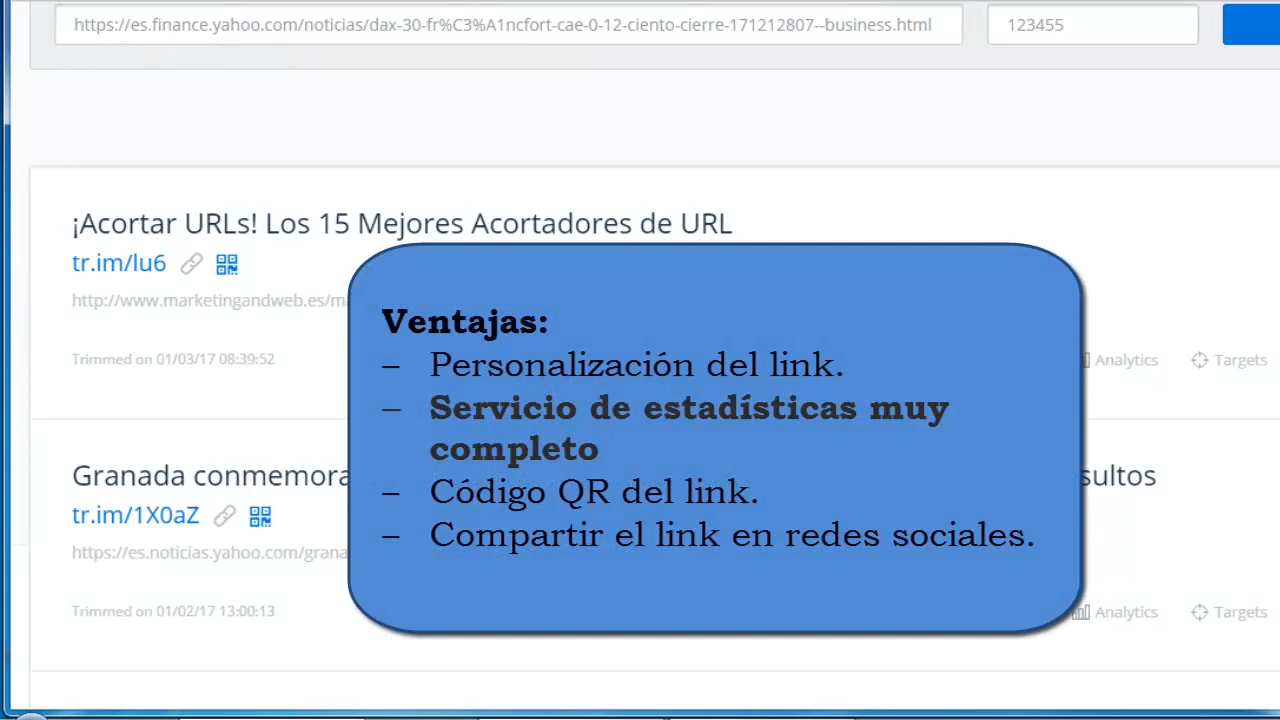 https://es.finance.yahoo.com/noticias/dax-30-fr%C3%A1ncfort-cae-0-12-ciento-cierre-171212807--business.html 123455
¡Acortar URLs! Los 15 Mejores Acortadores de URL
tr.im/lu6
http://www.marketingandweb.es/
Trimmed on 01/03/17 08:39:52 Analytics Targets
Ventajas:
– Personalización del link.
– Servicio de estadísticas muy
completo
– Código QR del link.
– Compartir el link en redes sociales.
Granada conmemora sultos
tr.im/1X0aZ
https://es.noticias.yahoo.com/grana
Trimmed on 01/02/17 13:00:13 Analytics Targets